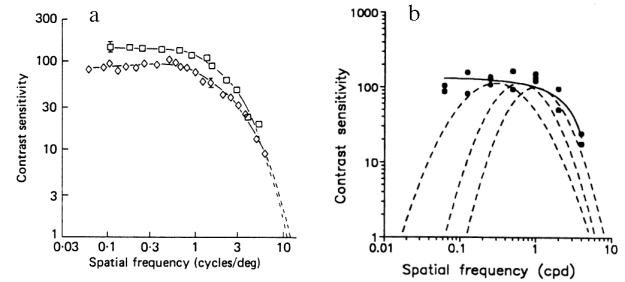 a
300
100
30
10
3
1
Contrast sensitivity
0·03 0·1 0·3 1 3 10
Spatial frequency (cycles/deg)
b
1000
100
10
1
Contrast sensitivity
0.01 0.1 1 10
Spatial frequency (cpd)